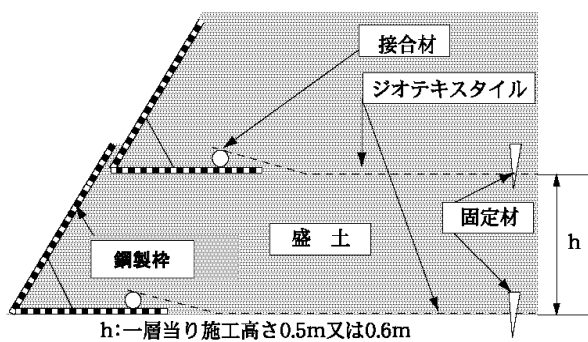 接合材
ジオテキスタイル
固定材
h
盛 土
鋼製枠
h:一層当り施工高さ0.5m又は0.6m